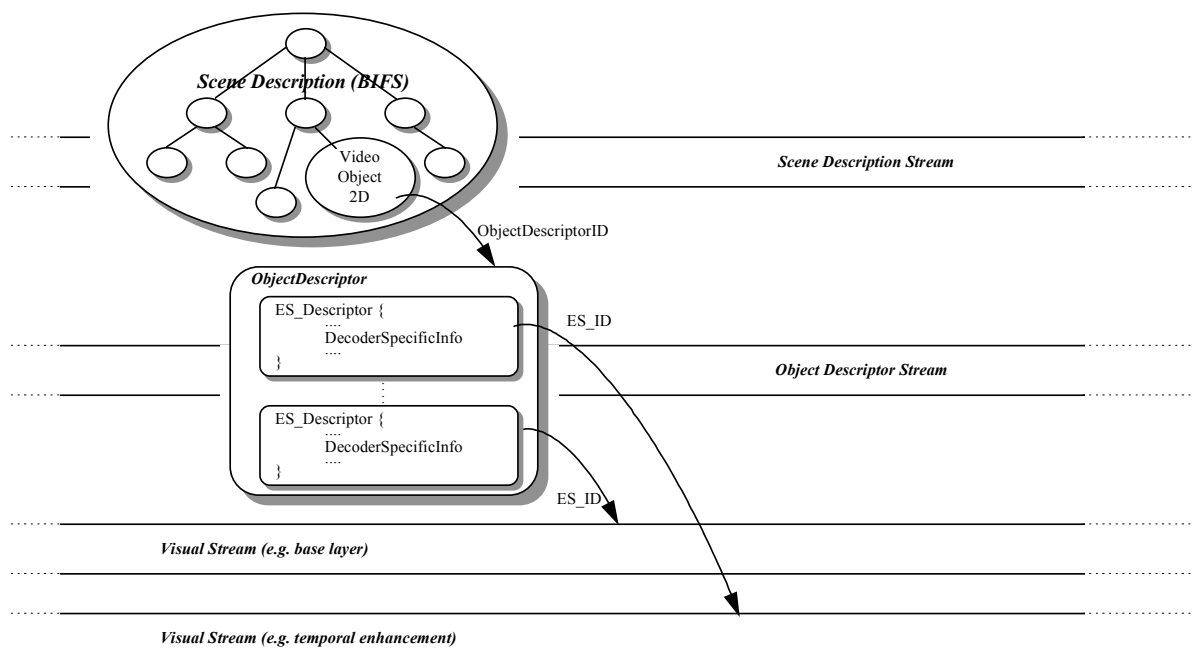 Scene Description (BIFS)
Video
Object
2D
Scene Description Stream
ObjectDescriptorID
ObjectDescriptor
ES_Descriptor {
....
DecoderSpecificInfo
....
}
ES_ID
Object Descriptor Stream
ES_Descriptor {
....
DecoderSpecificInfo
....
}
ES_ID
Visual Stream (e.g. base layer)
Visual Stream (e.g. temporal enhancement)